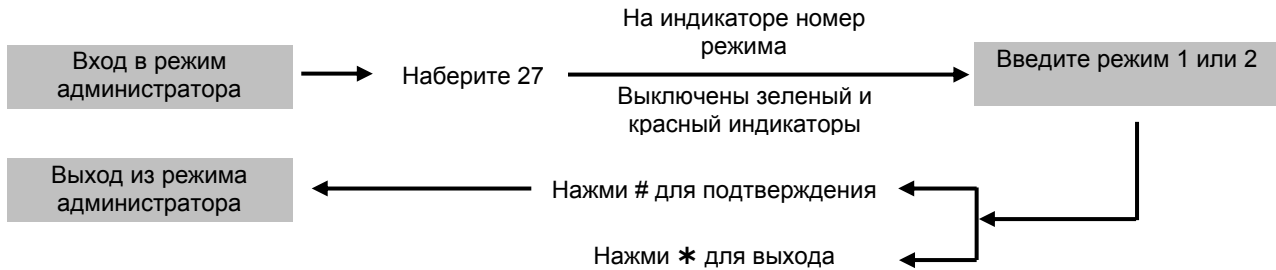 На индикаторе номер
режима
Вход в режим
администратора
Наберите 27
Введите режим 1 или 2
Выключены зеленый и
красный индикаторы
Выход из режима
администратора
Нажми # для подтверждения
Нажми * для выхода